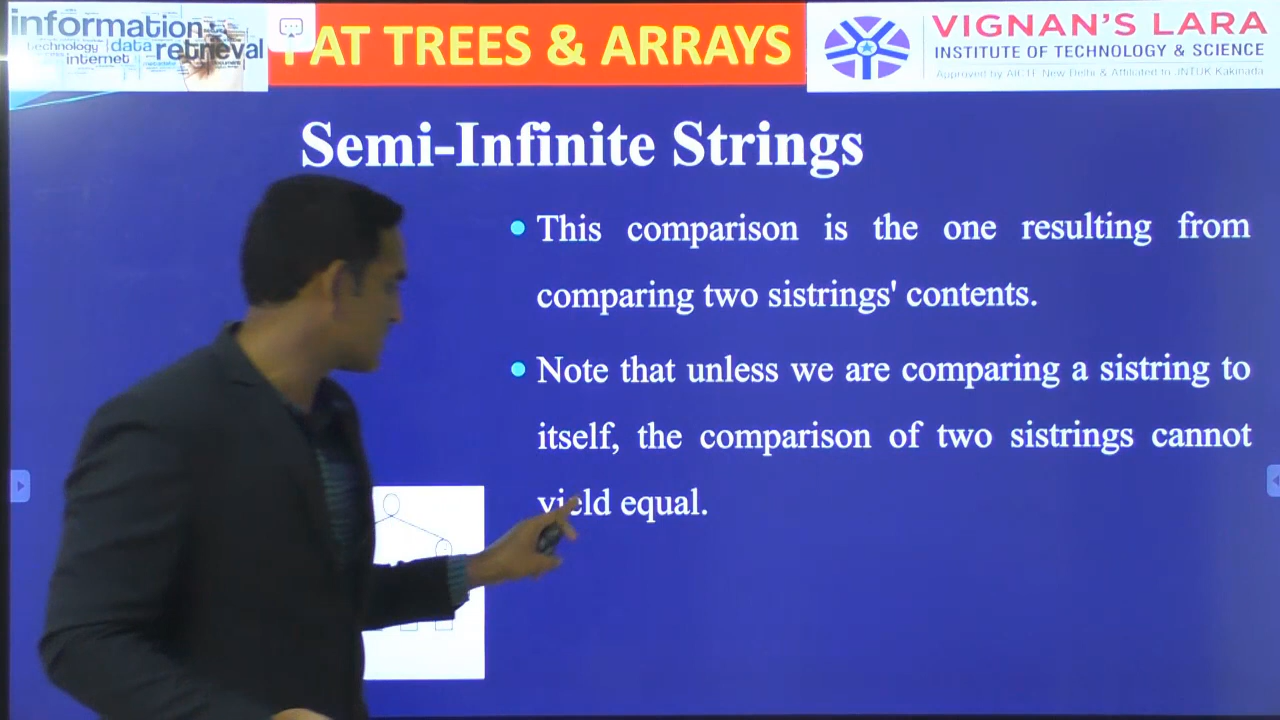 information
technology data retrieval
internet
PAT TREES & ARRAYS
VIGNAN'S LARA
INSTITUTE OF TECHNOLOGY & SCIENCE
Approved by AICTE New Delhi & Affiliated to JNTUK Kakinada
Semi-Infinite Strings
This comparison is the one resulting from
comparing two sistrings' contents.
Note that unless we are comparing a sistring to
itself, the comparison of two sistrings cannot
yield equal.